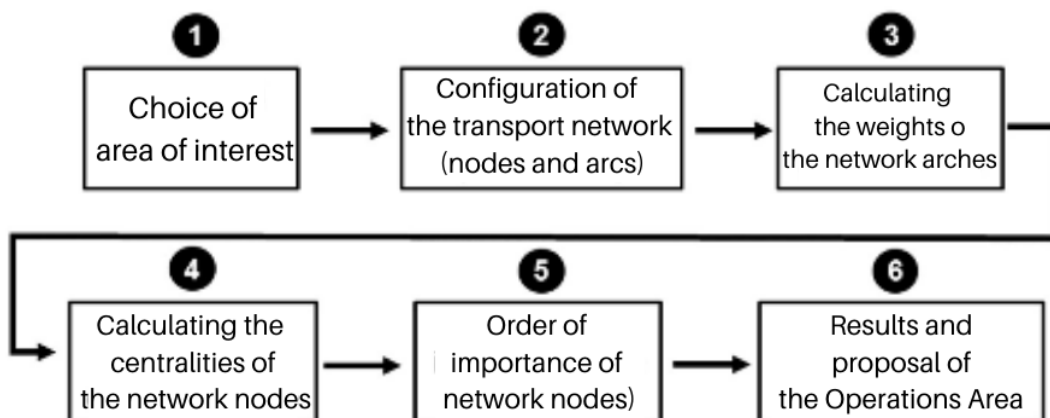 1
Choice of
area of interest
2
Configuration of
the transport network
(nodes and arcs)
3
Calculating
the weights o
the network arches
4
Calculating the
centralities of
the network nodes
5
Order of
importance of
network nodes)
6
Results and
proposal of
the Operations Area